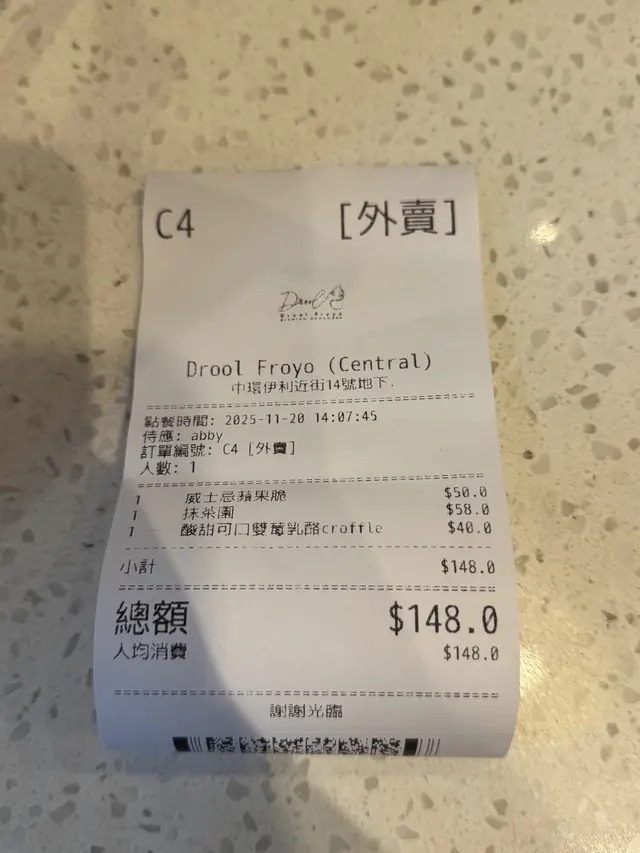 C4 [外賣]
Drool
Drool Froyo
Drool Froyo (Central)
中環伊利近街14號地下.
點餐時間: 2025-11-20 14:07:45
侍應: abby
訂單編號: C4 [外賣]
人數: 1
1 威士忌蘋果脆 $50.0
1 抹茶園 $58.0
1 酸甜可口雙莓乳酪croffle $40.0
小計 $148.0
總額 $148.0
人均消費 $148.0
謝謝光臨